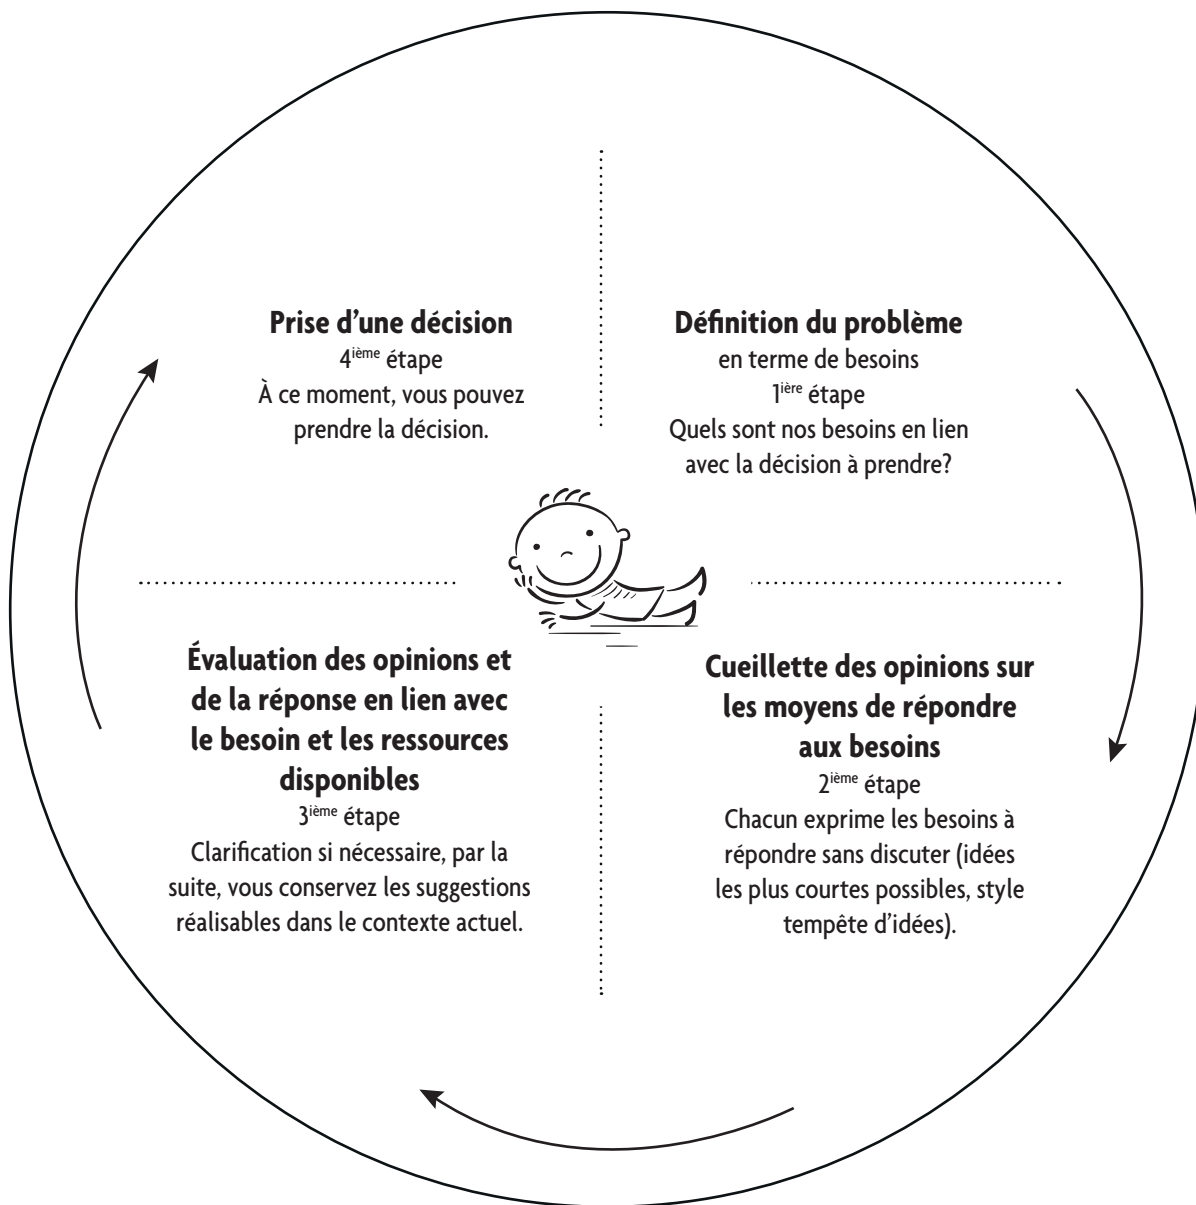 Prise d’une décision
4ième étape
À ce moment, vous pouvez
prendre la décision.
Définition du problème
en terme de besoins
1ière étape
Quels sont nos besoins en lien
avec la décision à prendre?
Évaluation des opinions et
de la réponse en lien avec
le besoin et les ressources
disponibles
3ième étape
Clarification si nécessaire, par la
suite, vous conservez les suggestions
réalisables dans le contexte actuel.
Cueillette des opinions sur
les moyens de répondre
aux besoins
2ième étape
Chacun exprime les besoins à
répondre sans discuter (idées
les plus courtes possibles, style
tempête d’idées).